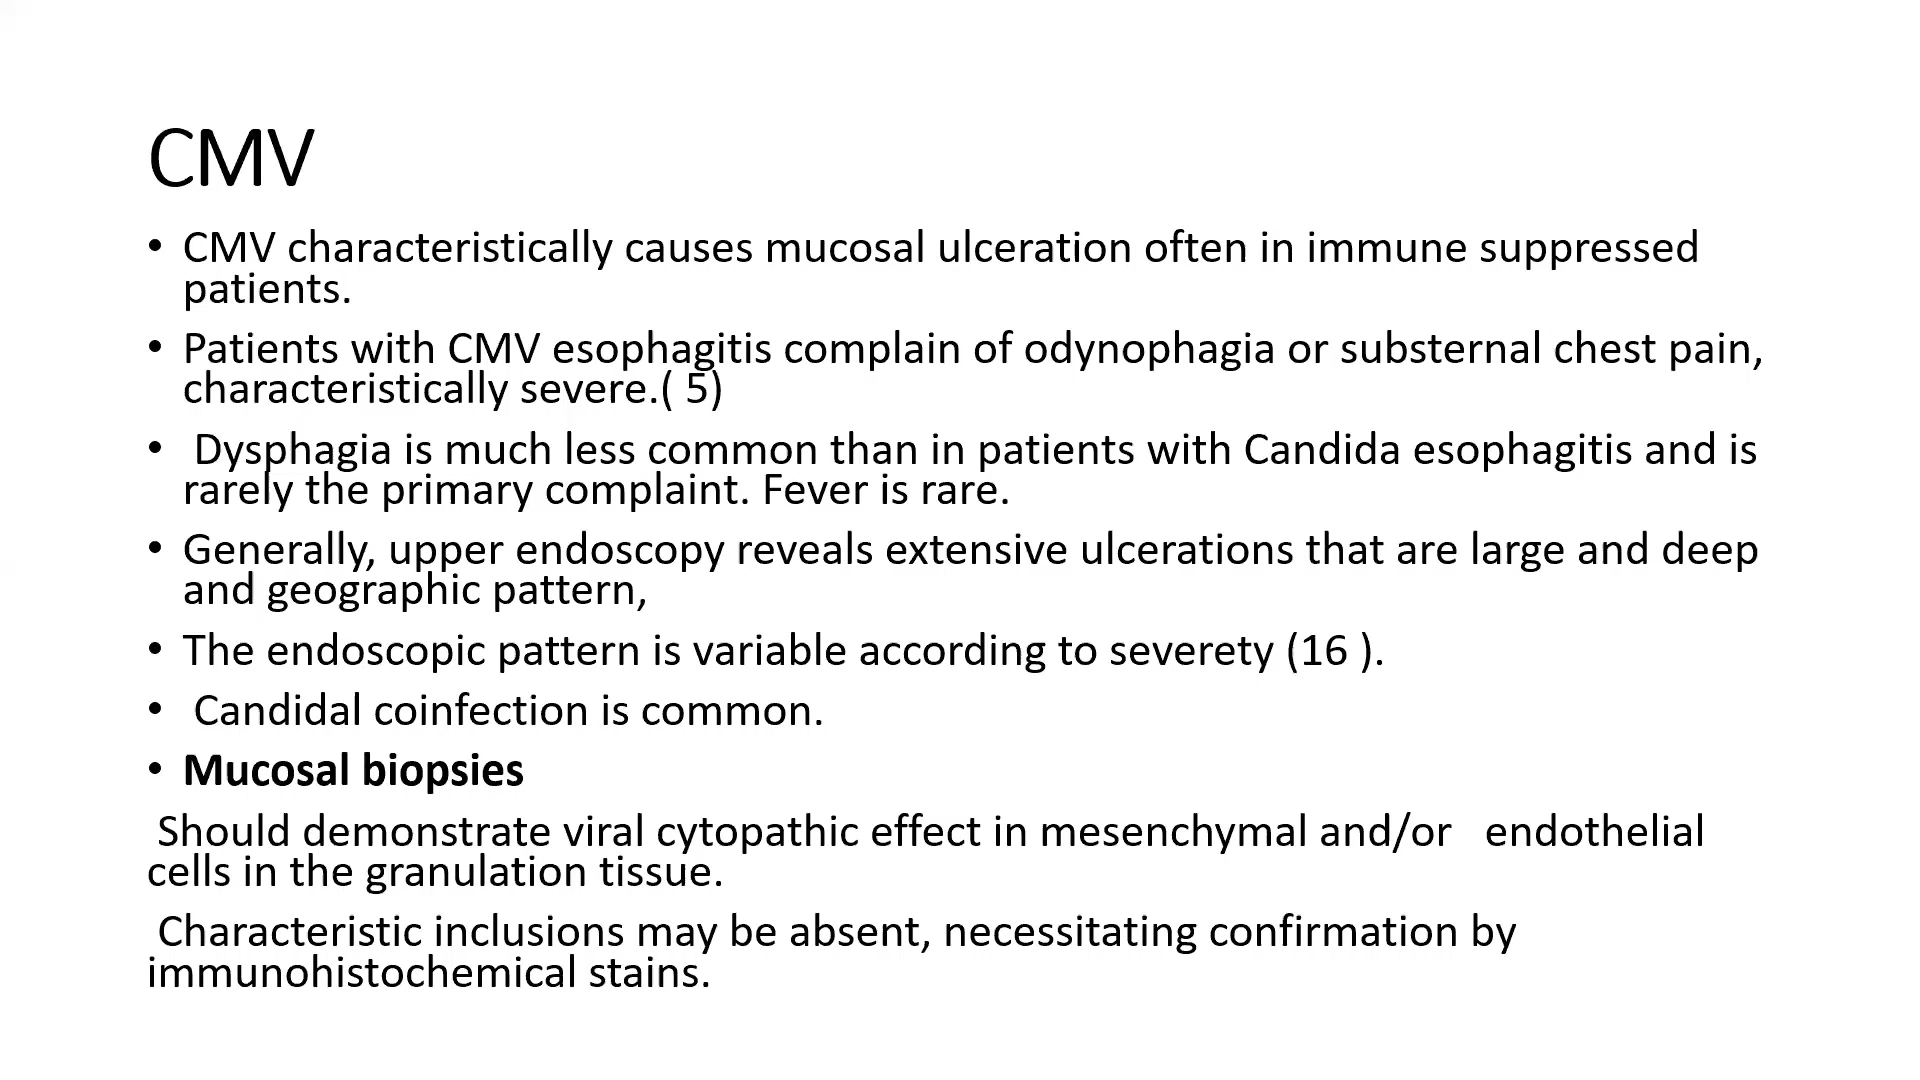 CMV
• CMV characteristically causes mucosal ulceration often in immune suppressed
patients.
• Patients with CMV esophagitis complain of odynophagia or substernal chest pain,
characteristically severe.( 5)
• Dysphagia is much less common than in patients with Candida esophagitis and is
rarely the primary complaint. Fever is rare.
• Generally, upper endoscopy reveals extensive ulcerations that are large and deep
and geographic pattern,
• The endoscopic pattern is variable according to severety (16 ).
• Candidal coinfection is common.
• Mucosal biopsies
Should demonstrate viral cytopathic effect in mesenchymal and/or   endothelial
cells in the granulation tissue.
Characteristic inclusions may be absent, necessitating confirmation by
immunohistochemical stains.